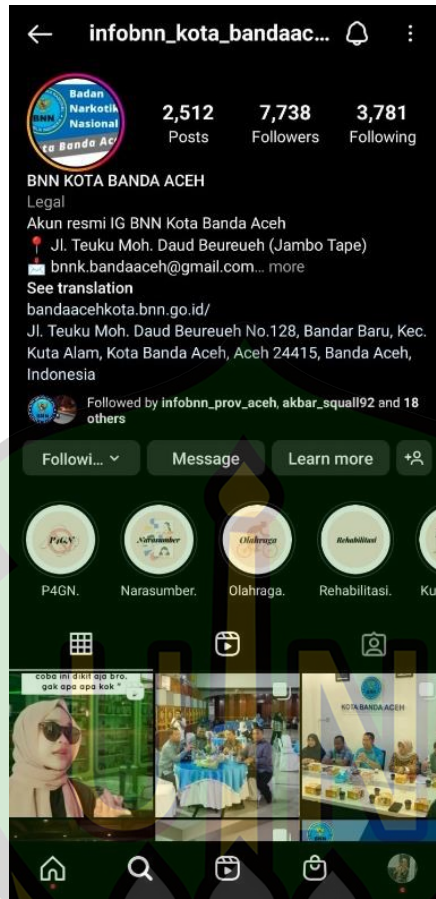 infobnn_kota_bandaac...
Badan
Narkotik
Nasional
BNN
ta Banda Ac
2,512 7,738 3,781
Posts Followers Following
BNN KOTA BANDA ACEH
Legal
Akun resmi IG BNN Kota Banda Aceh
📍 Jl. Teuku Moh. Daud Beureueh (Jambo Tape)
📩 bnnk.bandaaceh@gmail.com... more
See translation
bandaacehkota.bnn.go.id/
Jl. Teuku Moh. Daud Beureueh No.128, Bandar Baru, Kec.
Kuta Alam, Kota Banda Aceh, Aceh 24415, Banda Aceh,
Indonesia
Followed by infobnn_prov_aceh, akbar_squall92 and 18
others
Followi... Message Learn more
P4GN Narasumber Olahraga Rehabilitasi
P4GN. Narasumber. Olahraga. Rehabilitasi. Ku
coba ini dikit aja bro.
gak apa apa kok "
KOTA BANDA ACEH
UIN